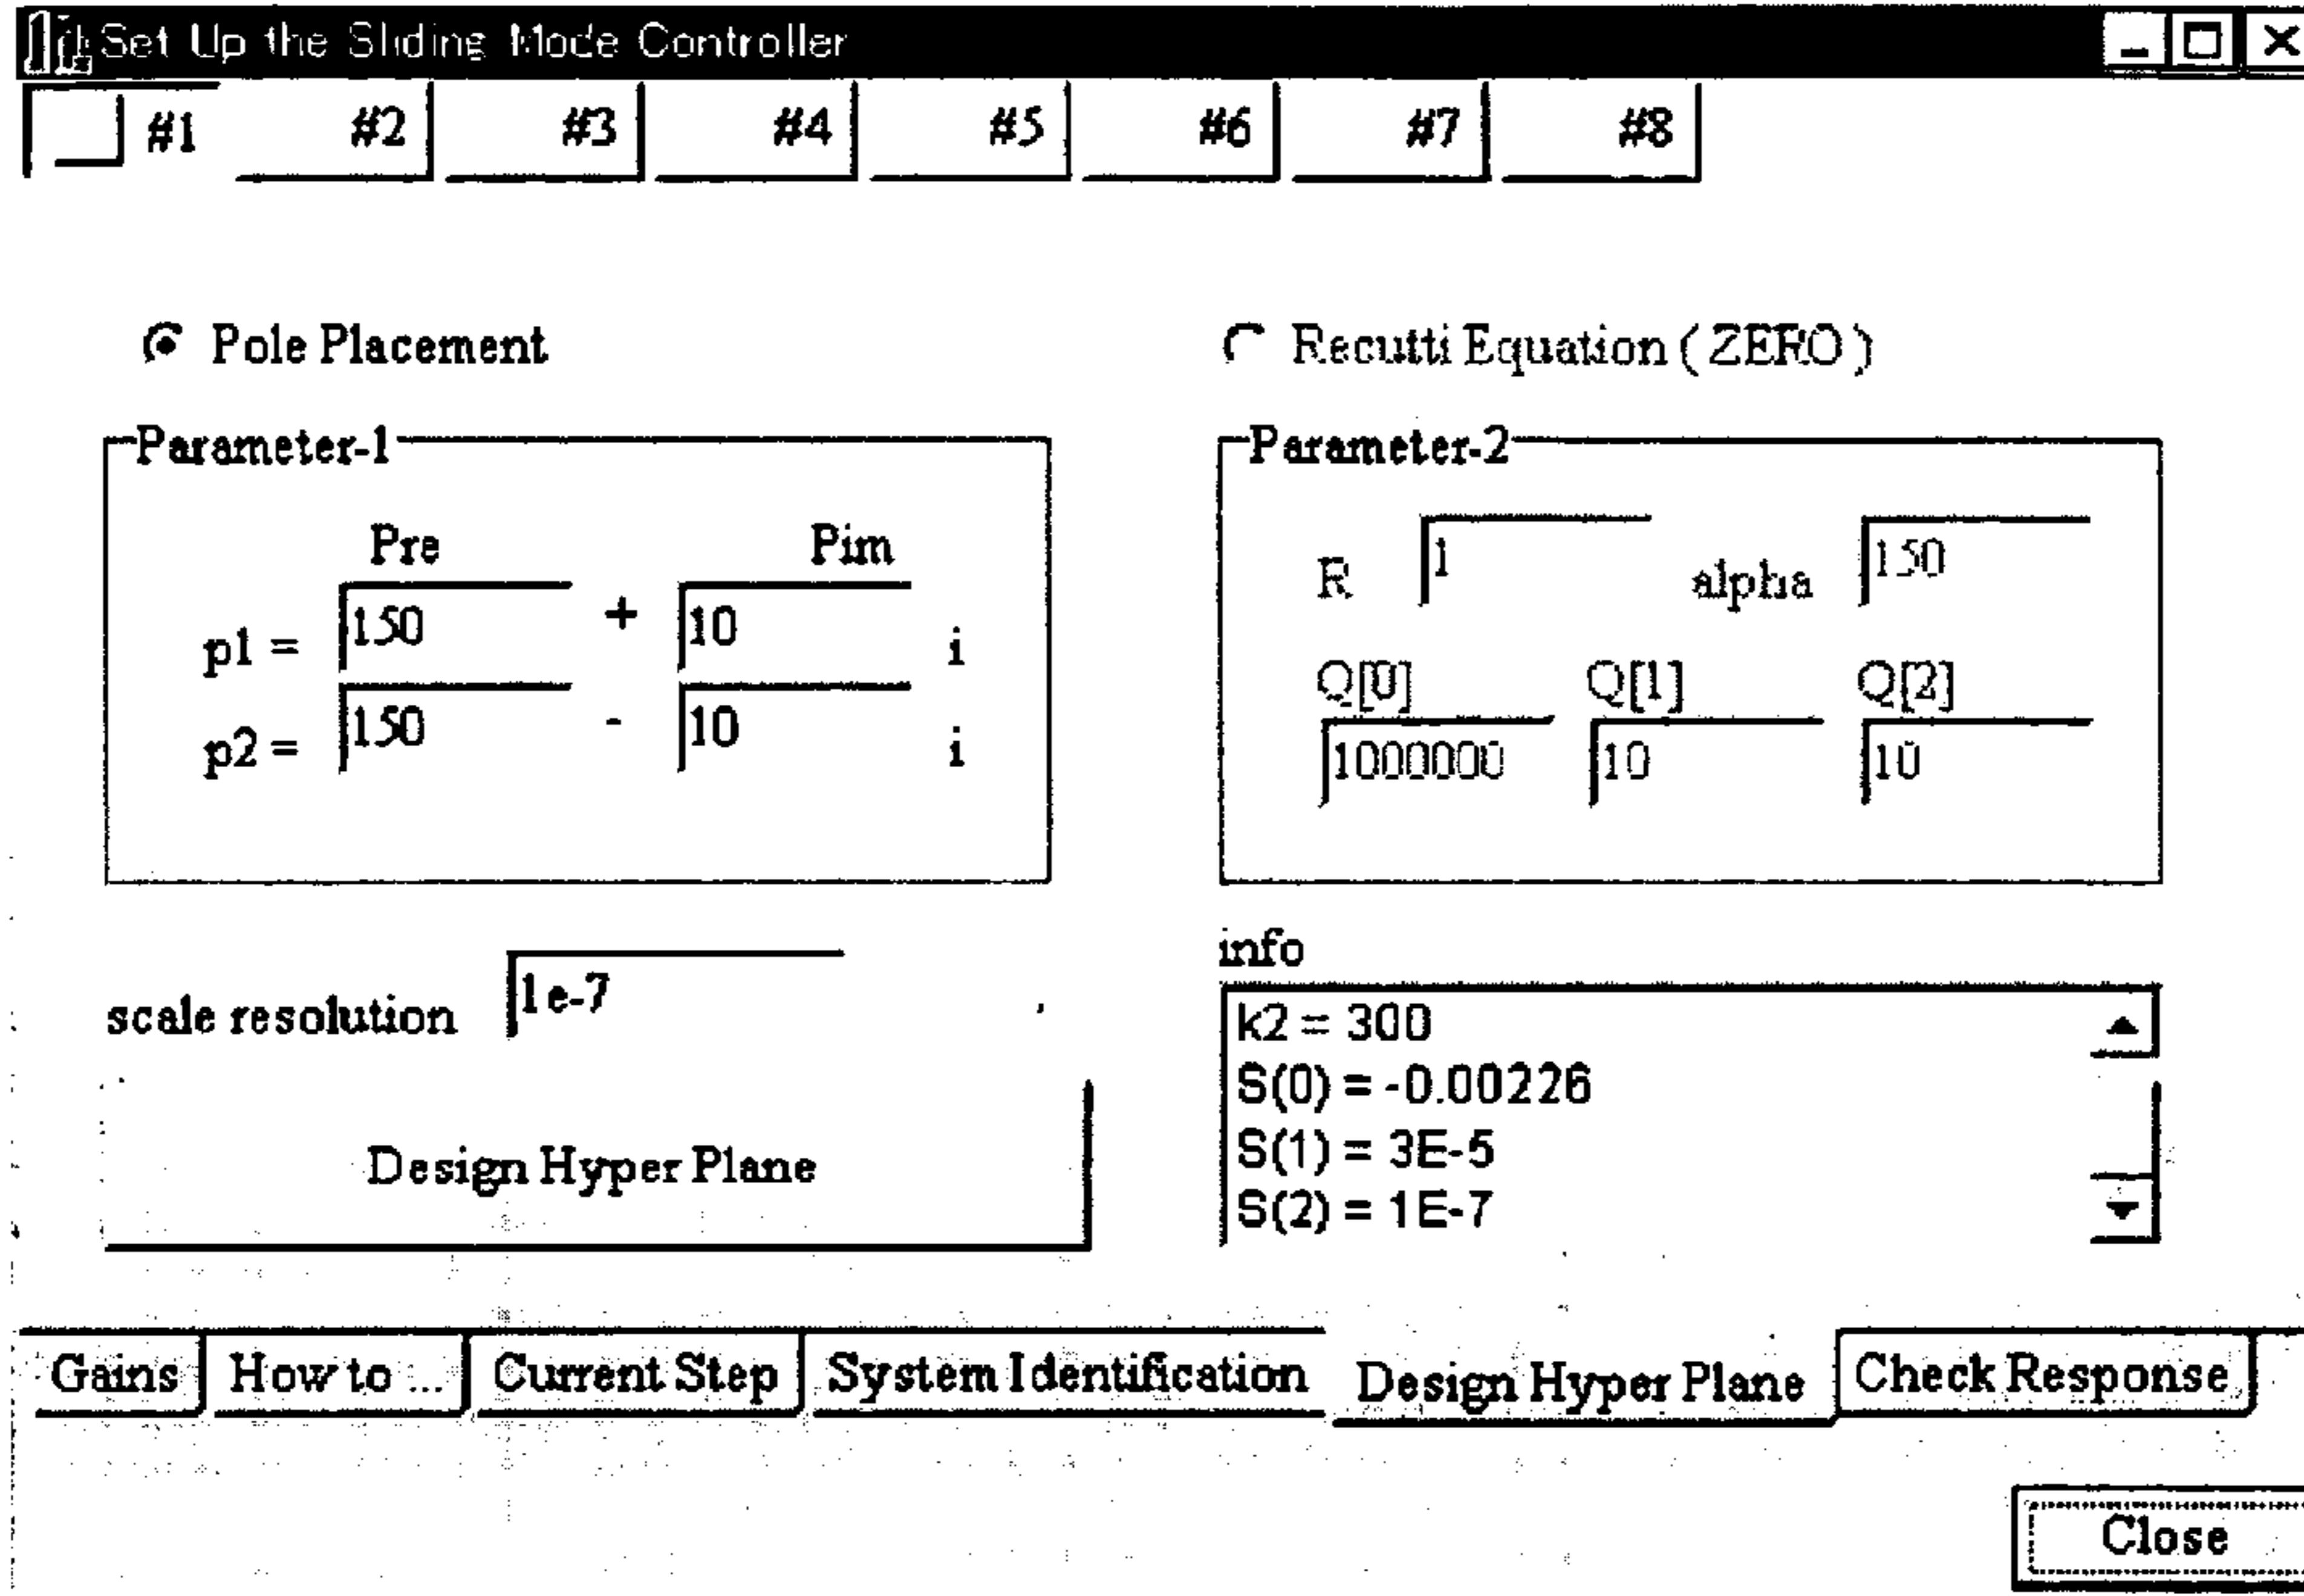 Set Up the Sliding Mode Controller
#1 #2 #3 #4 #5 #6 #7 #8
Pole Placement
Recutti Equation ( ZERO )
Parameter-1
Pre Pim
p1 = 150 + 10 i
p2 = 150 - 10 i
Parameter-2
R 1 alpha 150
Q[0] Q[1] Q[2]
1000000 10 10
scale resolution 1e-7
Design Hyper Plane
info
k2 = 300
S(0) = -0.00226
S(1) = 3E-5
S(2) = 1E-7
Gains How to ... Current Step System Identification Design Hyper Plane Check Response
Close